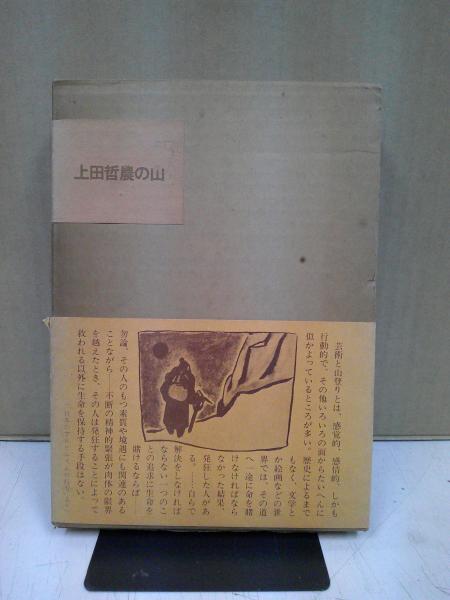 上田哲農の山
芸術と山登りとは、感覚的、感情的、しかも
行動的で、その他いろいろの面からたいへんに
似かよっているところが多い。歴史によるまで
もなく、文学と
か絵画などの世
界では、その道
へ一途に命を賭
けなければなら
なかった結果、
発狂した人があ
る。……自らで
解決をしなければ
ならない一つのこ
との追求に生命を
賭けるならば――
勿論、その人のもつ素質や境遇にも関連のある
ことながら――不断の精神的緊張が肉体の限界
を越えたとき、その人は発狂することによって
救われる以外に生命を保持する手段はない。